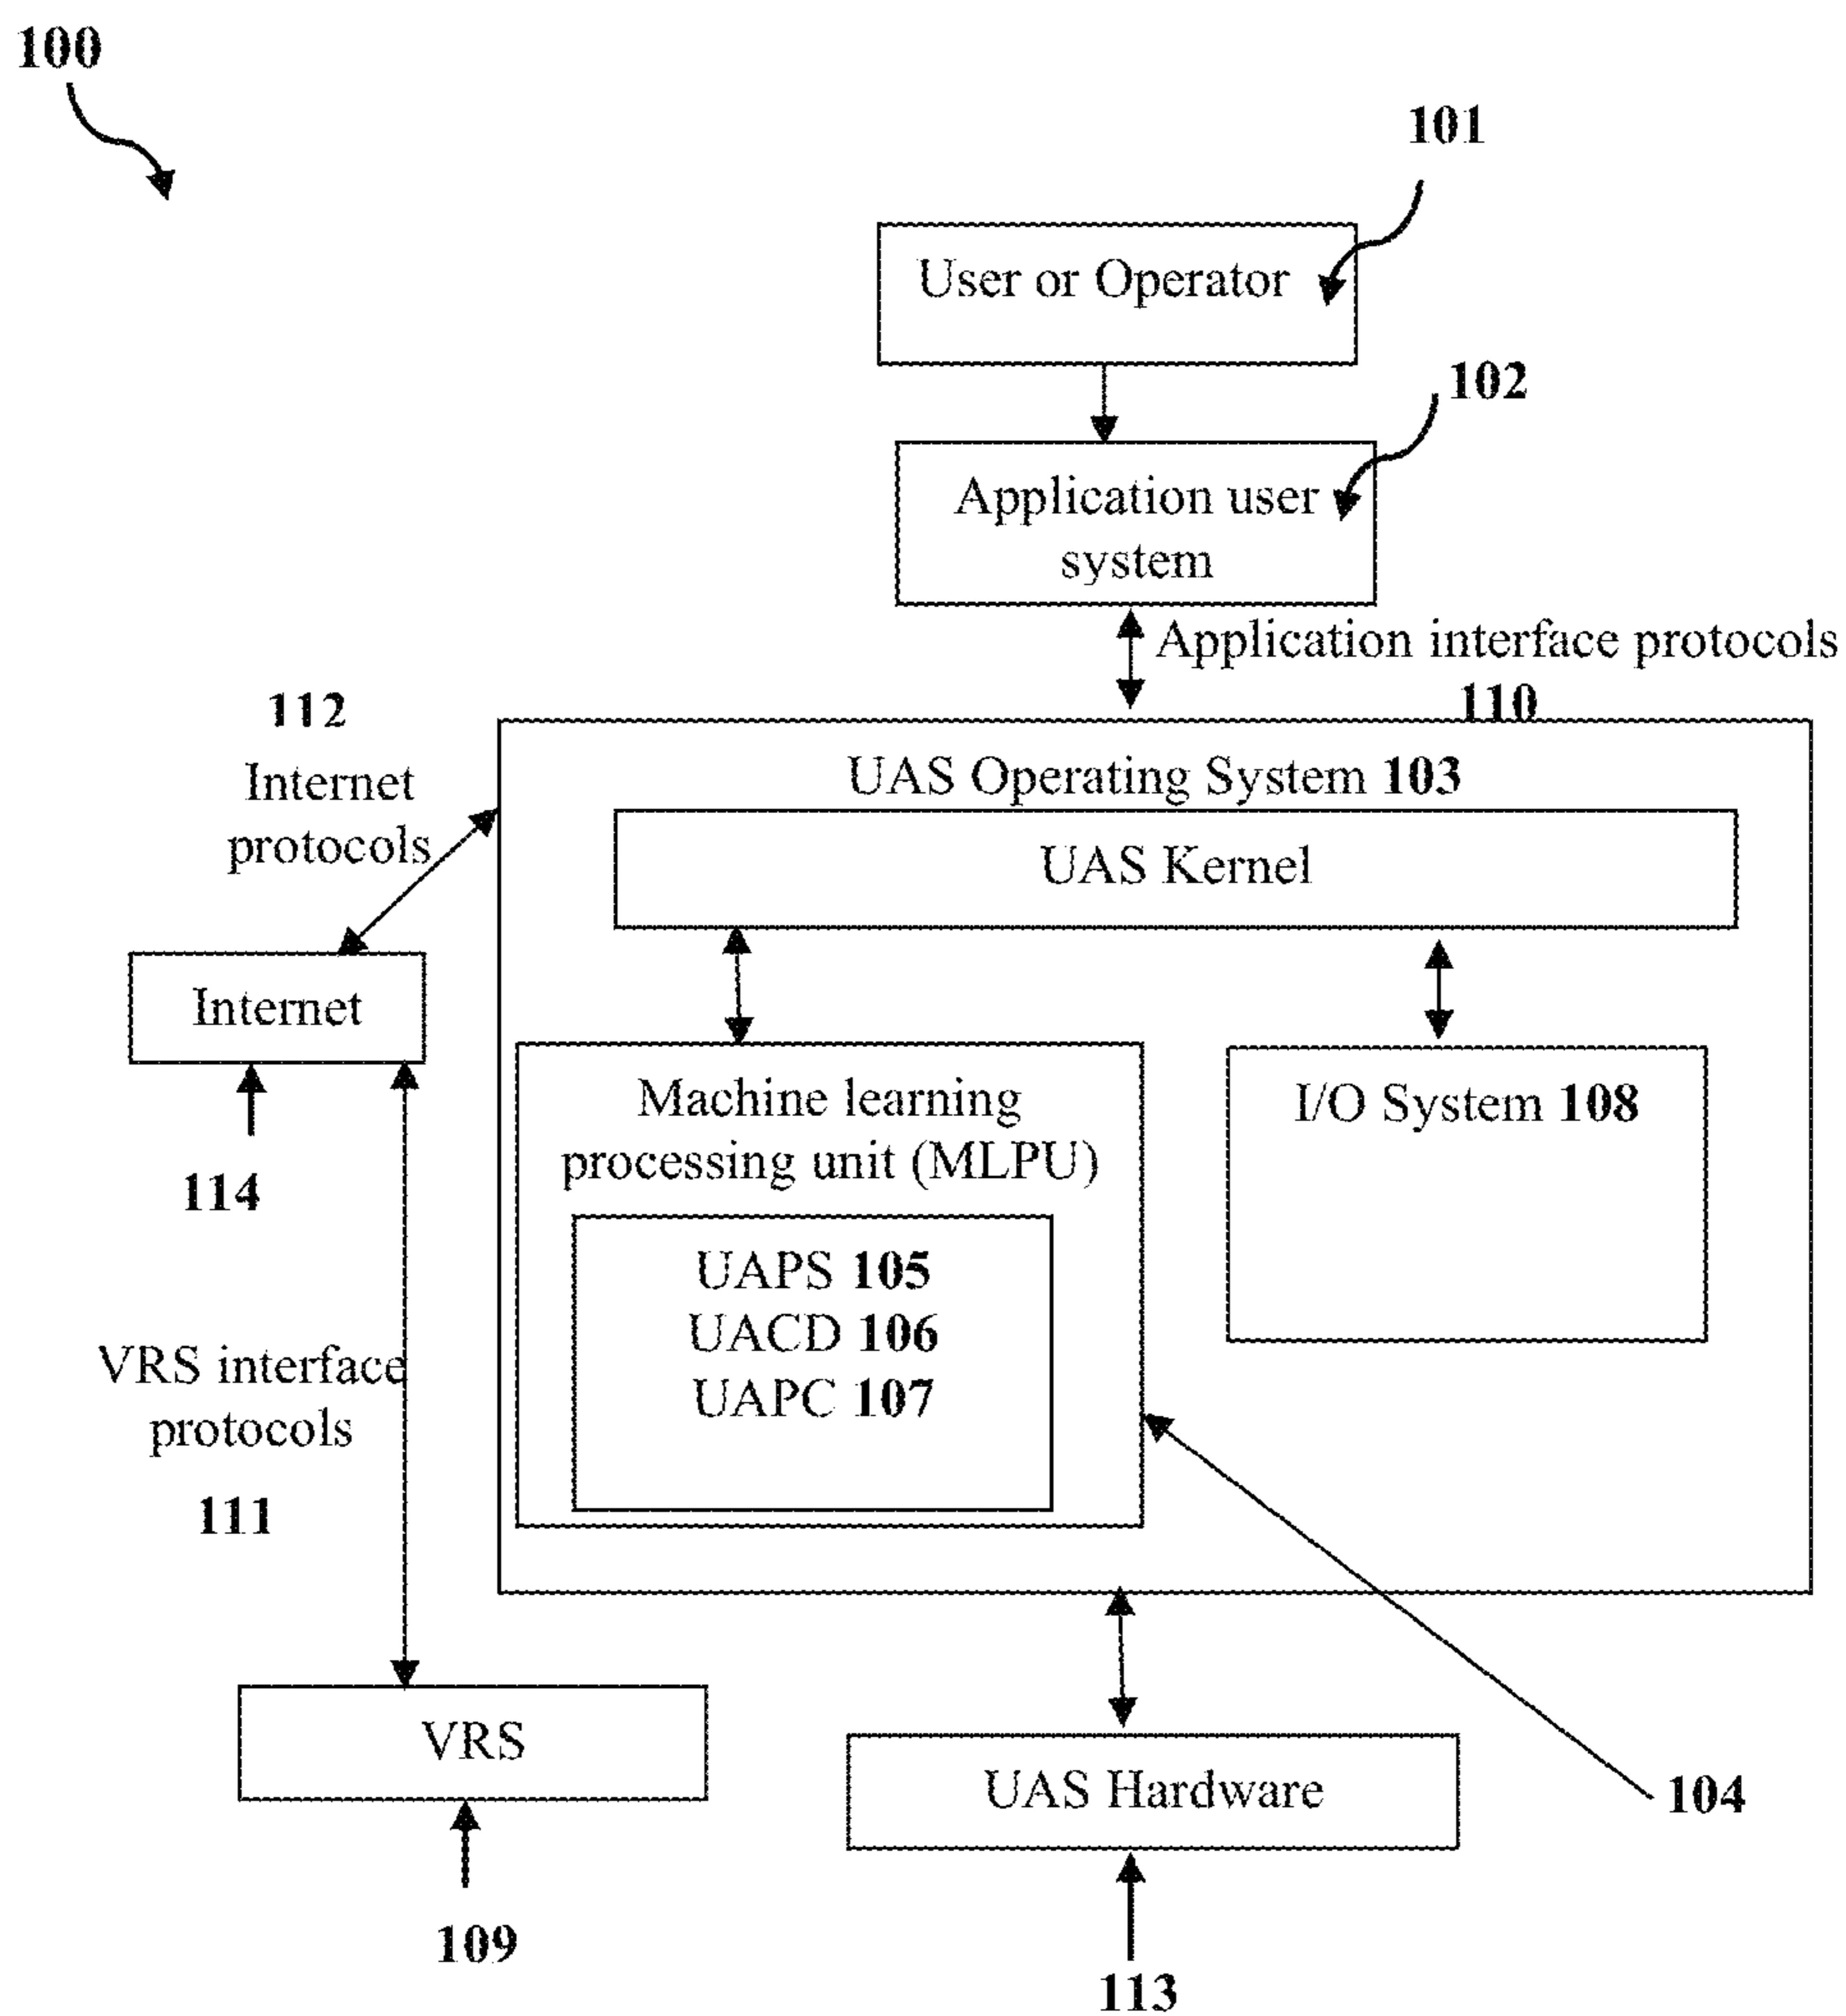 100
101
User or Operator
102
Application user
system
Application interface protocols
110
112
Internet
protocols
UAS Operating System 103
UAS Kernel
Internet
114
Machine learning
processing unit (MLPU)
I/O System 108
UAPS 105
UACD 106
UAPC 107
VRS interface
protocols
111
VRS
109
UAS Hardware
113
104